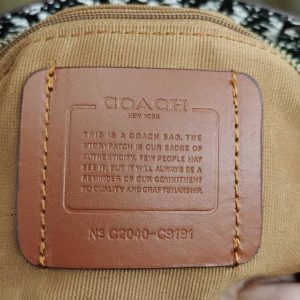 COACH
NEW YORK
THIS IS A COACH BAG. THE
STORYPATCH IS OUR BADGE OF
AUTHENTICITY. FEW PEOPLE MAY
SEE IT, BUT IT WILL ALWAYS BE A
REMINDER OF OUR COMMITMENT
TO QUALITY AND CRAFTSMANSHIP.
Nº C2040-C9191